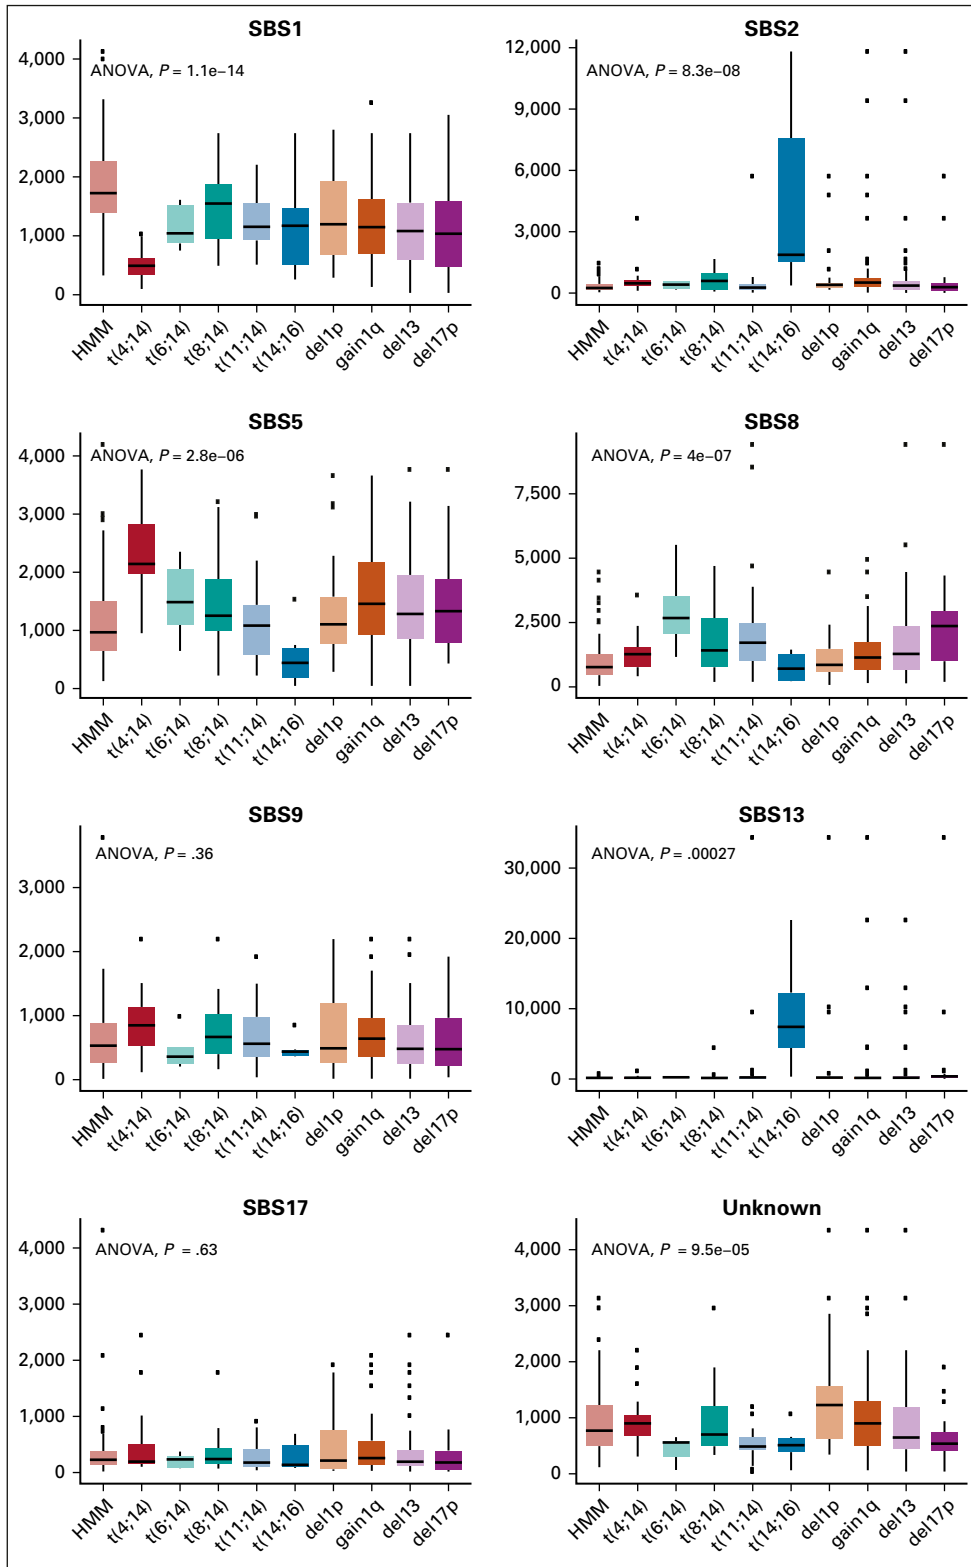 SBS1
ANOVA, P = 1.1e−14
4,000
3,000
2,000
1,000
0
HMM
t(4;14)
t(6;14)
t(8;14)
t(11;14)
t(14;16)
del1p
gain1q
del13
del17p
SBS2
ANOVA, P = 8.3e−08
12,000
9,000
6,000
3,000
0
HMM
t(4;14)
t(6;14)
t(8;14)
t(11;14)
t(14;16)
del1p
gain1q
del13
del17p
SBS5
ANOVA, P = 2.8e−06
4,000
3,000
2,000
1,000
0
HMM
t(4;14)
t(6;14)
t(8;14)
t(11;14)
t(14;16)
del1p
gain1q
del13
del17p
SBS8
ANOVA, P = 4e−07
7,500
5,000
2,500
0
HMM
t(4;14)
t(6;14)
t(8;14)
t(11;14)
t(14;16)
del1p
gain1q
del13
del17p
SBS9
ANOVA, P = .36
3,000
2,000
1,000
0
HMM
t(4;14)
t(6;14)
t(8;14)
t(11;14)
t(14;16)
del1p
gain1q
del13
del17p
SBS13
ANOVA, P = .00027
30,000
20,000
10,000
0
HMM
t(4;14)
t(6;14)
t(8;14)
t(11;14)
t(14;16)
del1p
gain1q
del13
del17p
SBS17
ANOVA, P = .63
4,000
3,000
2,000
1,000
0
HMM
t(4;14)
t(6;14)
t(8;14)
t(11;14)
t(14;16)
del1p
gain1q
del13
del17p
Unknown
ANOVA, P = 9.5e−05
4,000
3,000
2,000
1,000
0
HMM
t(4;14)
t(6;14)
t(8;14)
t(11;14)
t(14;16)
del1p
gain1q
del13
del17p